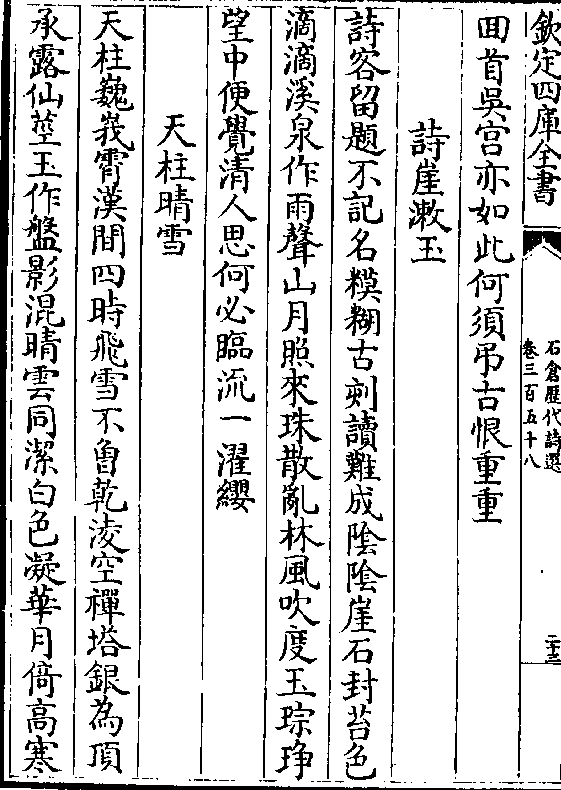 欽定四庫全書
石倉歷代詩選
卷三百五十八
二十三
回首吳宫亦如此何須弔古恨重重
詩崖漱玉
詩客留題不記名糢糊古刻讀難成陰陰崖石封苔色
滴滴溪泉作雨聲山月照來珠散亂林風吹度玉琮琤
望中便覺清人思何必臨流一濯纓
天柱晴雪
天柱巍峩霄漢間四時飛雪不曾乾淩空禪塔銀為頂
承露仙莖玉作盤影混晴雲同潔白色凝華月倚高寒